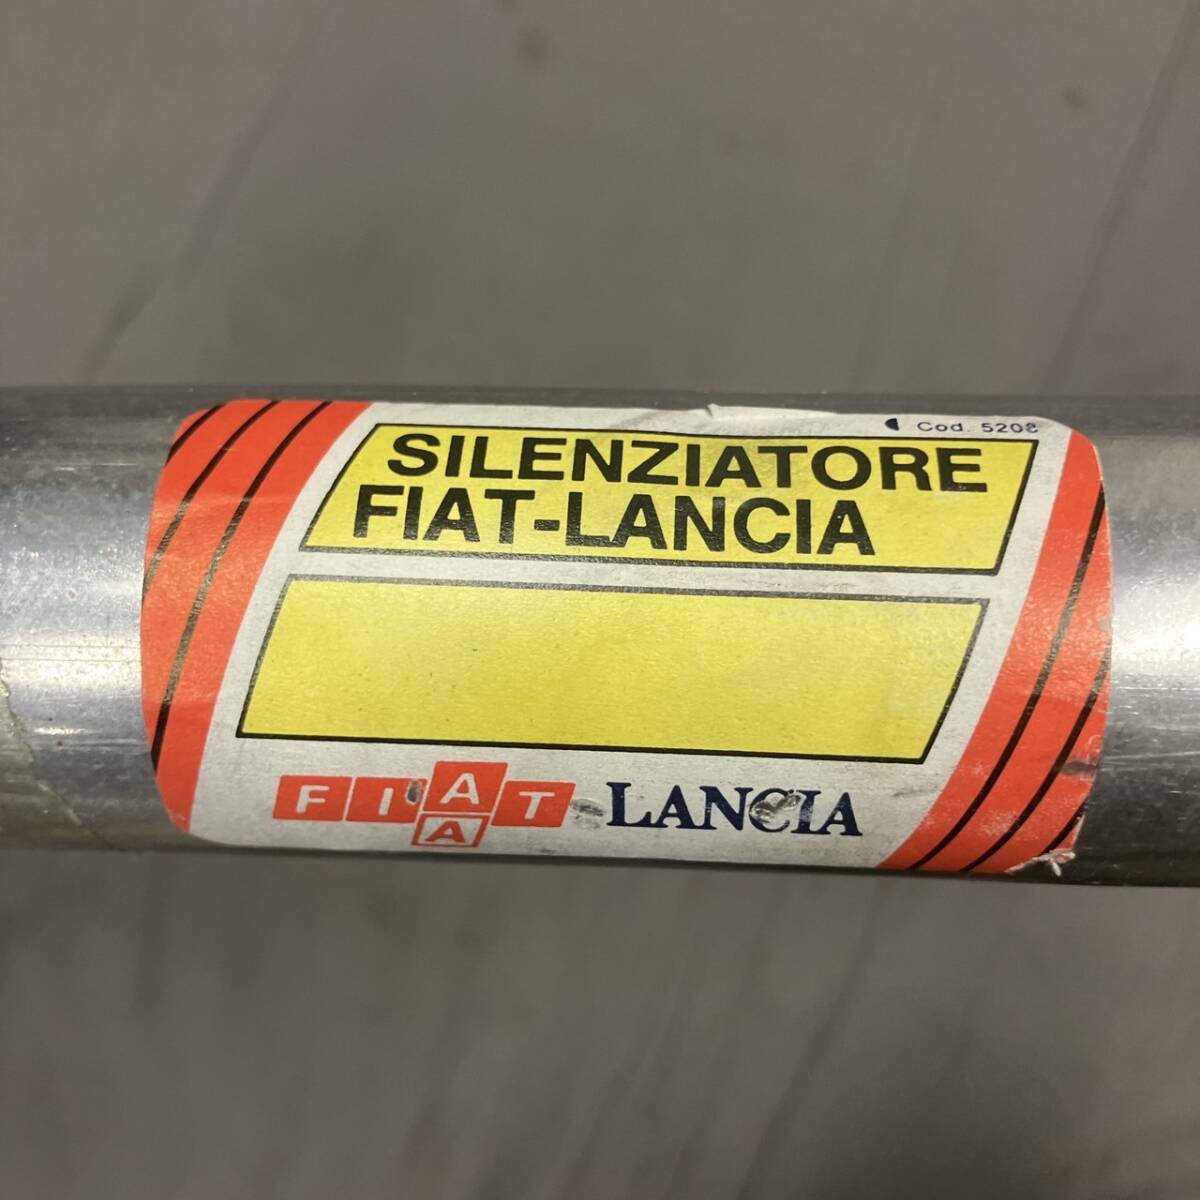 Cod. 5208
SILENZIATORE
FIAT-LANCIA
FIAT LANCIA
A